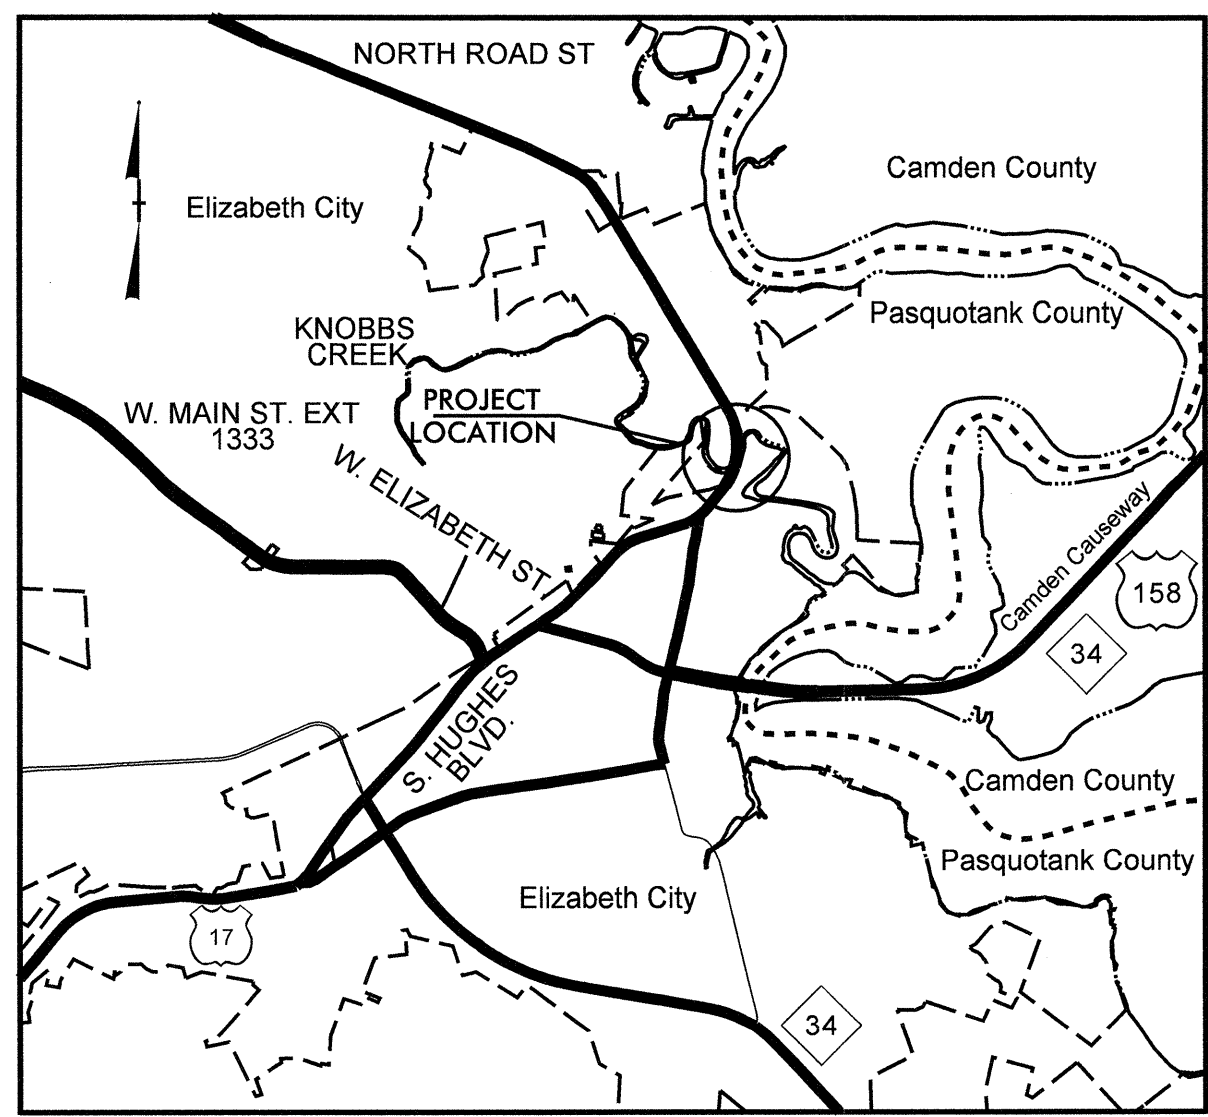 NORTH ROAD ST
Camden County
Elizabeth City
Pasquotank County
KNOBBS
CREEK
PROJECT
LOCATION
W. MAIN ST. EXT
1333
W. ELIZABETH ST
Camden Causeway
158
34
S. HUGHES
BLVD.
Camden County
Pasquotank County
Elizabeth City
17
34